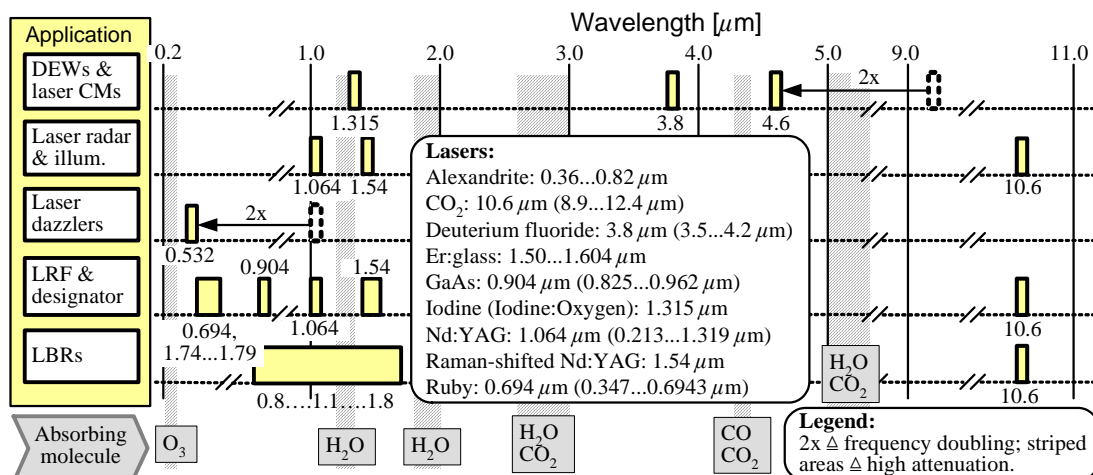 Wavelength [μm]
Application
0.2 1.0 2.0 3.0 4.0 5.0 9.0 11.0
DEWs &
laser CMs
2x
1.315 3.8 4.6
Laser radar
& illum.
1.064 1.54 10.6
Laser
dazzlers
2x
0.532
LRF &
designator
0.904 1.54
0.694,
1.74...1.79
1.064 10.6
LBRs
0.8….1.1….1.8 10.6
Lasers:
Alexandrite: 0.36...0.82 μm
CO₂: 10.6 μm (8.9...12.4 μm)
Deuterium fluoride: 3.8 μm (3.5...4.2 μm)
Er:glass: 1.50...1.604 μm
GaAs: 0.904 μm (0.825...0.962 μm)
Iodine (Iodine:Oxygen): 1.315 μm
Nd:YAG: 1.064 μm (0.213...1.319 μm)
Raman-shifted Nd:YAG: 1.54 μm
Ruby: 0.694 μm (0.347...0.6943 μm)
H₂O
CO₂
Absorbing
molecule
O₃
H₂O
H₂O
H₂O
CO₂
CO
CO₂
Legend:
2x ≙ frequency doubling; striped
areas ≙ high attenuation.